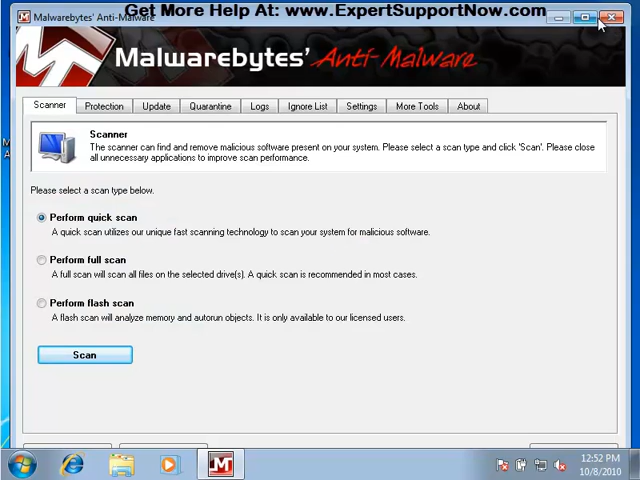 Get More Help At: www.ExpertSupportNow.com
Malwarebytes' Anti-Malware
Malwarebytes' Anti-Malware
Scanner Protection Update Quarantine Logs Ignore List Settings More Tools About
Scanner
The scanner can find and remove malicious software present on your system. Please select a scan type and click 'Scan'. Please close
all unnecessary applications to improve scan performance.
Please select a scan type below.
Perform quick scan
A quick scan utilizes our unique fast scanning technology to scan your system for malicious software.
Perform full scan
A full scan will scan all files on the selected drive(s). A quick scan is recommended in most cases.
Perform flash scan
A flash scan will analyze memory and autorun objects. It is only available to our licensed users.
Scan
12:52 PM
10/8/2010